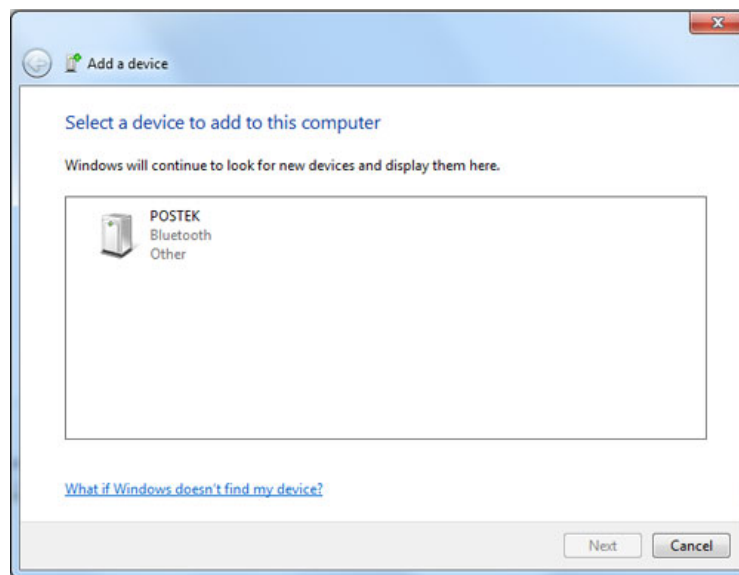 Add a device
Select a device to add to this computer
Windows will continue to look for new devices and display them here.
POSTEK
Bluetooth
Other
What if Windows doesn't find my device?
Next
Cancel